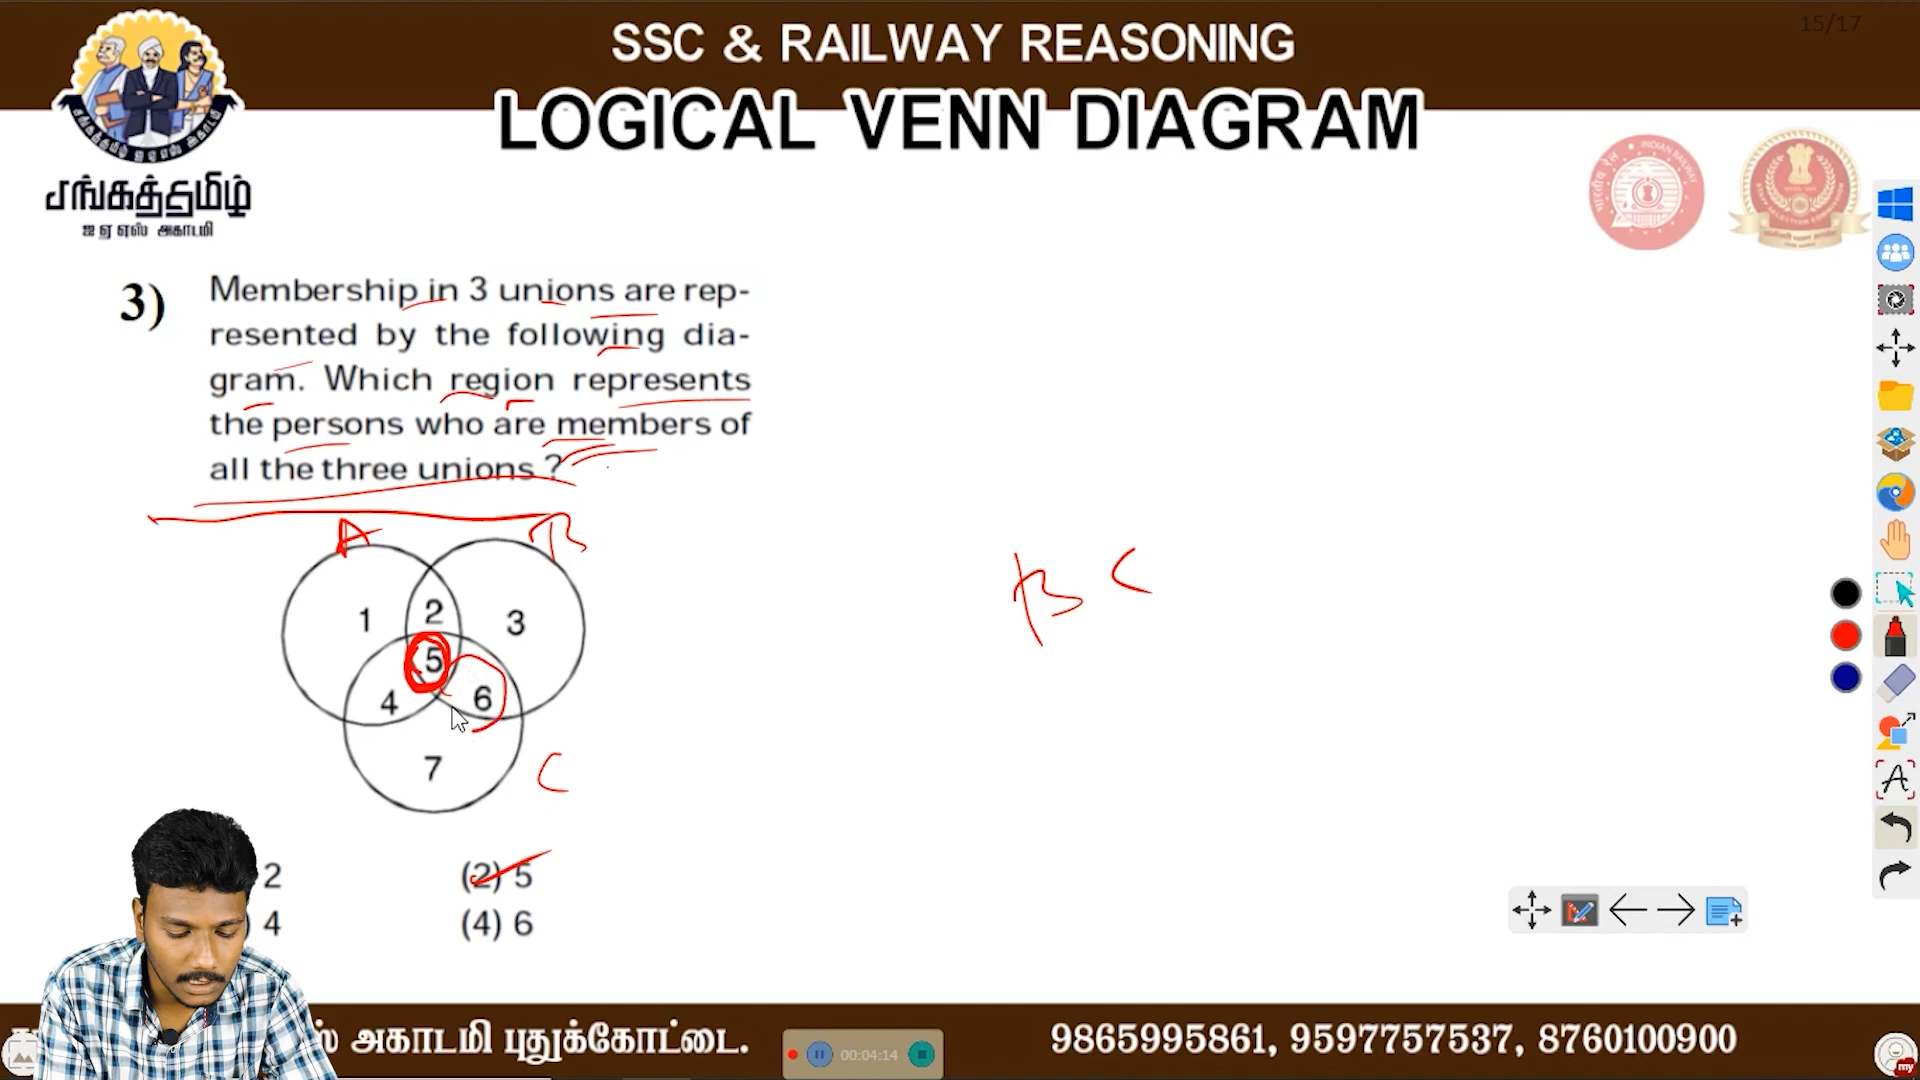 15/17
SSC & RAILWAY REASONING
LOGICAL VENN DIAGRAM
சங்கத்தமிழ்
ஐ ஏ எஸ் அகாடமி
3)
Membership in 3 unions are rep-
resented by the following dia-
gram. Which region represents
the persons who are members of
all the three unions ?
A B
1 2 3
5
4 6
7
C
B C
2
(2) 5
4
(4) 6
ஸ் அகாடமி புதுக்கோட்டை.
00:04:14
9865995861, 9597757537, 8760100900
my